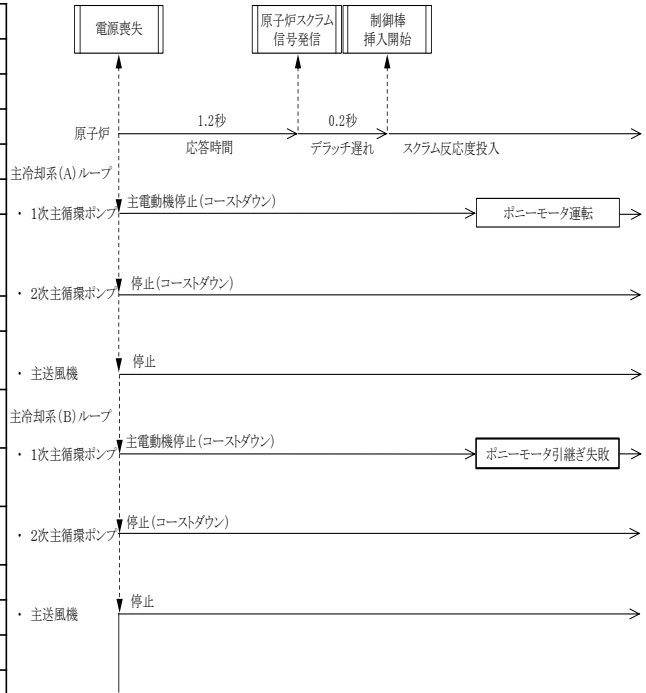 電源喪失
原子炉スクラム
信号発信
制御棒
挿入開始
1.2秒
0.2秒
原子炉
応答時間
デラッチ遅れ
スクラム反応度投入
主冷却系(A)ループ
主電動機停止(コーストダウン)
・ 1次主循環ポンプ
ポニーモータ運転
停止(コーストダウン)
・ 2次主循環ポンプ
停止
・ 主送風機
主冷却系(B)ループ
主電動機停止(コーストダウン)
・ 1次主循環ポンプ
ポニーモータ引継ぎ失敗
停止(コーストダウン)
・ 2次主循環ポンプ
停止
・ 主送風機